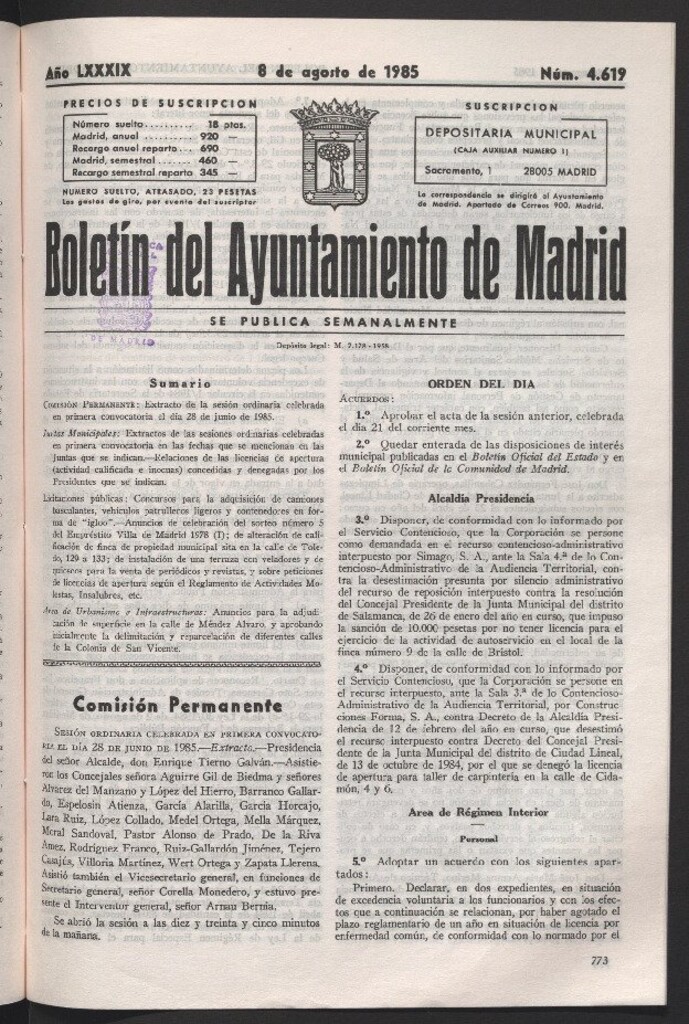 Año LXXXIX
8 de agosto de 1985
Núm. 4.619
PRECIOS DE SUSCRIPCION
Número suelto.......... 18 ptas.
Madrid, anual .......... 920 —
Recargo anual reparto... 690 —
Madrid, semestral ....... 460 —
Recargo semestral reparto 345 —
NUMERO SUELTO, ATRASADO, 23 PESETAS
Los gastos de giro, por cuenta del suscriptor
SUSCRIPCION
DEPOSITARIA MUNICIPAL
(CAJA AUXILIAR NUMERO 1)
Sacramento, 1 28005 MADRID
La correspondencia se dirigirá al Ayuntamiento
de Madrid. Apartado de Correos 900. Madrid.
Boletín del Ayuntamiento de Madrid
DE MADRID
SE PUBLICA SEMANALMENTE
Depósito legal: M. 7.178 - 1958
Sumario
COMISIÓN PERMANENTE: Extracto de la sesión ordinaria celebrada
en primera convocatoria el día 28 de junio de 1985.
Juntas Municipales: Extractos de las sesiones ordinarias celebradas
en primera convocatoria en las fechas que se mencionan en las
Juntas que se indican.—Relaciones de las licencias de apertura
(actividad calificada e inocuas) concedidas y denegadas por los
Presidentes que se indican.
Licitaciones públicas: Concursos para la adquisición de camiones
basculantes, vehículos patrulleros ligeros y contenedores en for-
ma de "igloo".—Anuncios de celebración del sorteo número 5
del Empréstito Villa de Madrid 1978 (I); de alteración de cali-
ficación de finca de propiedad municipal sita en la calle de Tole-
do, 129 a 133; de instalación de una terraza con veladores y de
quioscos para la venta de periódicos y revistas, y sobre peticiones
de licencias de apertura según el Reglamento de Actividades Mo-
lestas, Insalubres, etc.
Area de Urbanismo e Infraestructuras: Anuncios para la adjudi-
cación de superficie en la calle de Méndez Alvaro, y aprobando
inicialmente la delimitación y reparcelación de diferentes calles
de la Colonia de San Vicente.
Comisión Permanente
SESIÓN ORDINARIA CELEBRADA EN PRIMERA CONVOCATO-
RIA EL DÍA 28 DE JUNIO DE 1985.—Extracto.—Presidencia
del señor Alcalde, don Enrique Tierno Galván.—Asistie-
ron los Concejales señora Aguirre Gil de Biedma y señores
Alvarez del Manzano y López del Hierro, Barranco Gallar-
do, Espelosín Atienza, García Alarilla, García Horcajo,
Lara Ruiz, López Collado, Medel Ortega, Mella Márquez,
Moral Sandoval, Pastor Alonso de Prado, De la Riva
Amez, Rodríguez Franco, Ruiz-Gallardón Jiménez, Tejero
Casajús, Villoria Martínez, Wert Ortega y Zapata Llerena.
Asistió también el Vicesecretario general, en funciones de
Secretario general, señor Corella Monedero, y estuvo pre-
sente el Interventor general, señor Arnau Bernia.
Se abrió la sesión a las diez y treinta y cinco minutos
de la mañana.
ORDEN DEL DIA
ACUERDOS:
1.º Aprobar el acta de la sesión anterior, celebrada
el día 21 del corriente mes.
2.º Quedar enterada de las disposiciones de interés
municipal publicadas en el Boletín Oficial del Estado y en
el Boletín Oficial de la Comunidad de Madrid.
Alcaldía Presidencia
3.º Disponer, de conformidad con lo informado por
el Servicio Contencioso, que la Corporación se persone
como demandada en el recurso contencioso-administrativo
interpuesto por Simago, S. A., ante la Sala 4.ª de lo Con-
tencioso-Administrativo de la Audiencia Territorial, con-
tra la desestimación presunta por silencio administrativo
del recurso de reposición interpuesto contra la resolución
del Concejal Presidente de la Junta Municipal del distrito
de Salamanca, de 26 de enero del año en curso, que impuso
la sanción de 10.000 pesetas por no tener licencia para el
ejercicio de la actividad de autoservicio en el local de la
finca número 9 de la calle de Bristol.
4.º Disponer, de conformidad con lo informado por
el Servicio Contencioso, que la Corporación se persone en
el recurso interpuesto, ante la Sala 3.ª de lo Contencioso-
Administrativo de la Audiencia Territorial, por Construc-
ciones Forma, S. A., contra Decreto de la Alcaldía Presi-
dencia de 12 de febrero del año en curso, que desestimó
el recurso interpuesto contra Decreto del Concejal Presi-
dente de la Junta Municipal del distrito de Ciudad Lineal,
de 13 de octubre de 1984, por el que se denegó la licencia
de apertura para taller de carpintería en la calle de Cida-
món, 4 y 6.
Area de Régimen Interior
Personal
5.º Adoptar un acuerdo con los siguientes apar-
tados:
Primero. Declarar, en dos expedientes, en situación
de excedencia voluntaria a los funcionarios y con los efec-
tos que a continuación se relacionan, por haber agotado el
plazo reglamentario de un año en situación de licencia por
enfermedad común, de conformidad con lo normado por el
773